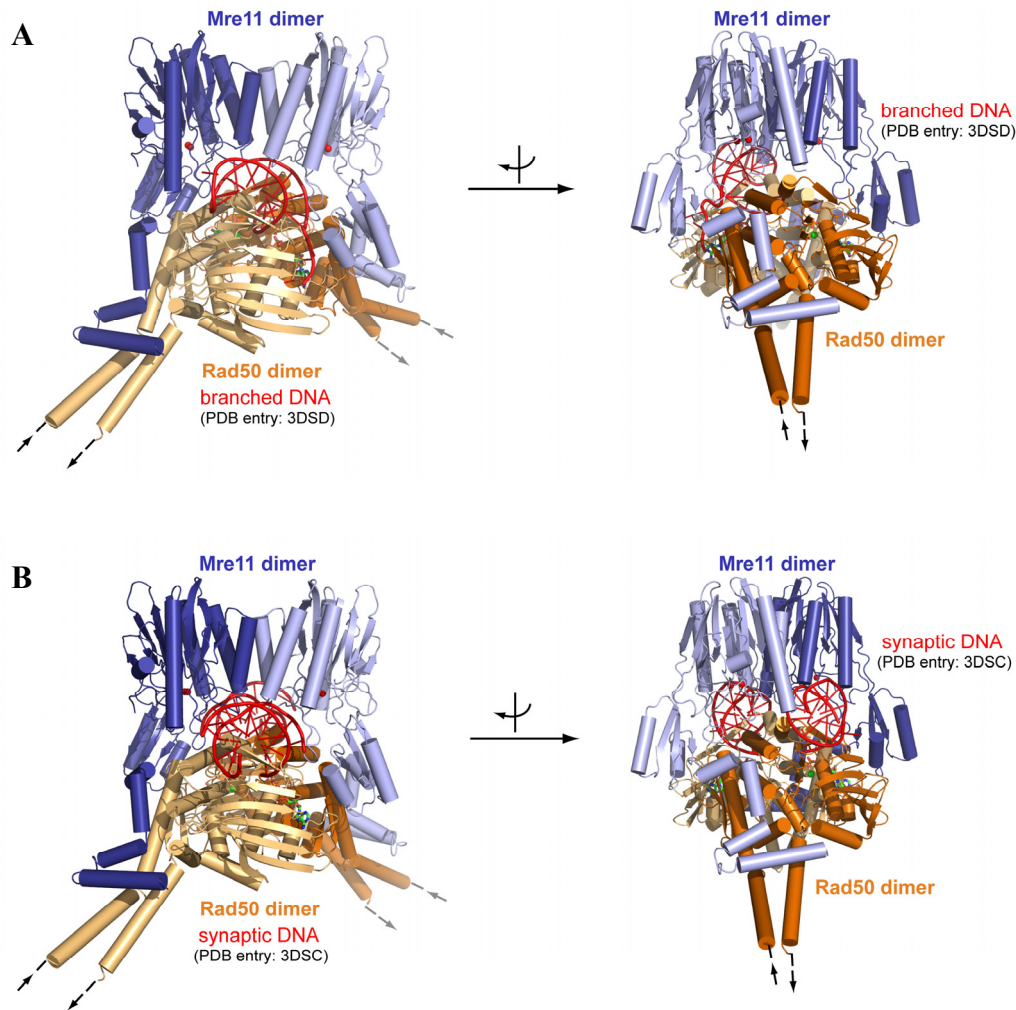 A
Mre11 dimer
Mre11 dimer
branched DNA
(PDB entry: 3DSD)
Rad50 dimer
Rad50 dimer
branched DNA
(PDB entry: 3DSD)
B
Mre11 dimer
Mre11 dimer
synaptic DNA
(PDB entry: 3DSC)
Rad50 dimer
Rad50 dimer
synaptic DNA
(PDB entry: 3DSC)